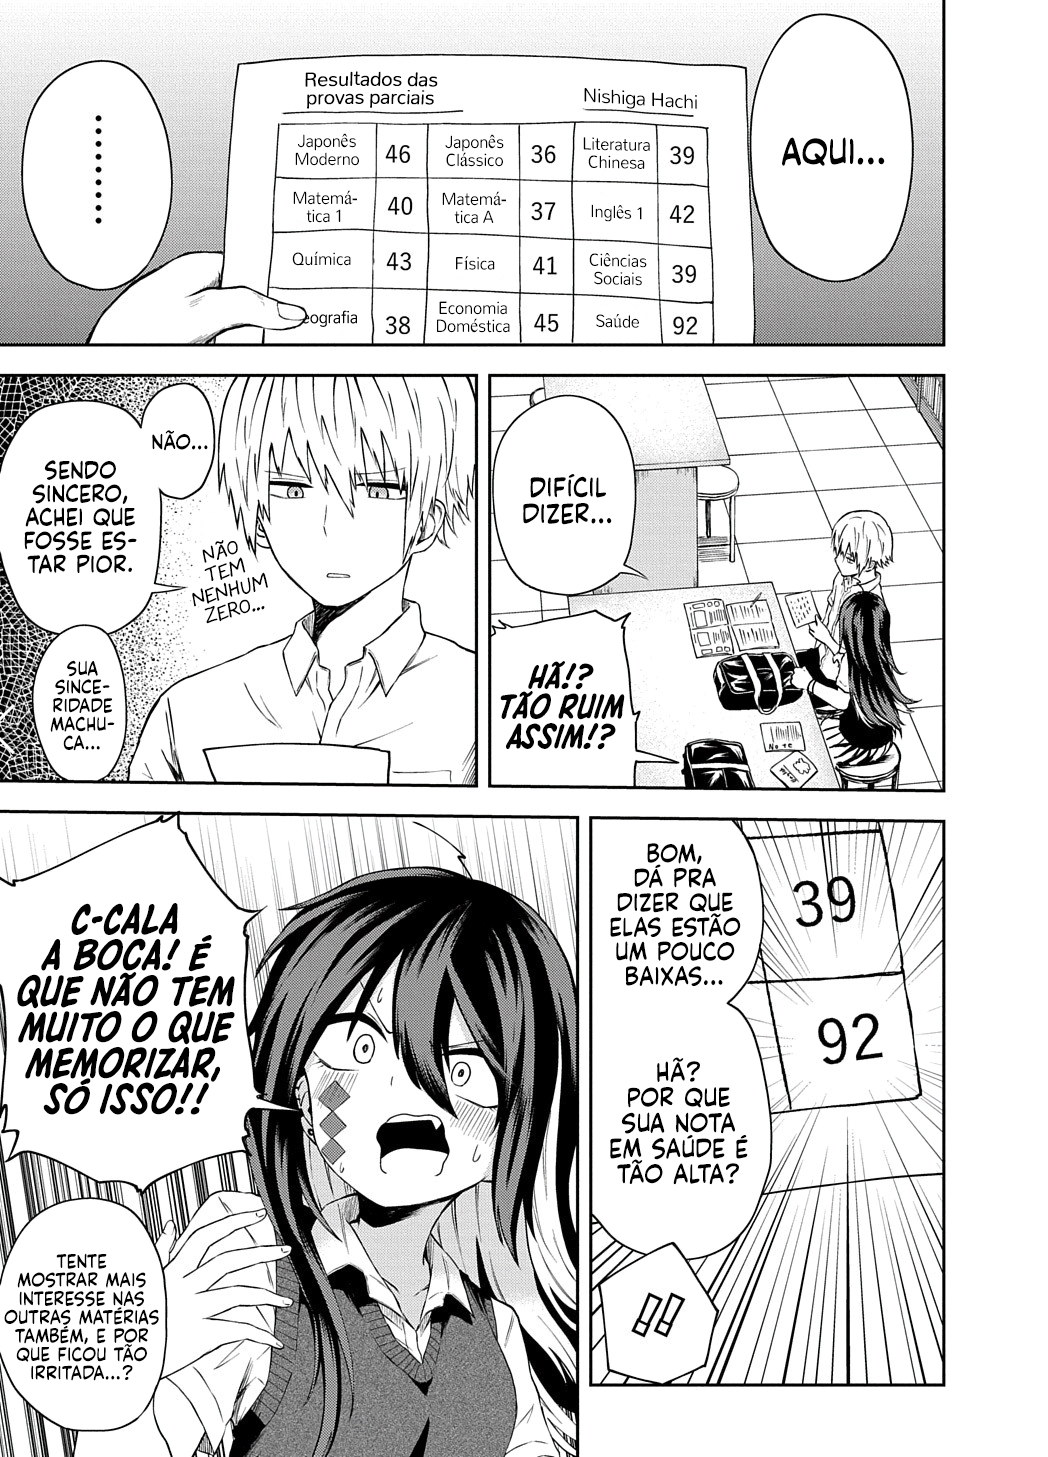 AQUI...
Resultados das
provas parciais
Nishiga Hachi
Japonês
Moderno
46
Japonês
Clássico
36
Literatura
Chinesa
39
Matemá-
tica 1
40
Matemá-
tica A
37
Inglês 1
42
Química
43
Física
41
Ciências
Sociais
39
eografia
38
Economia
Doméstica
45
Saúde
92
..........
DIFÍCIL
DIZER...
HÃ!?
TÃO RUIM
ASSIM!?
Note
NÃO...
SENDO
SINCERO,
ACHEI QUE
FOSSE ES-
TAR PIOR.
NÃO
TEM
NENHUM
ZERO...
SUA
SINCE-
RIDADE
MACHU-
CA...
BOM,
DÁ PRA
DIZER QUE
ELAS ESTÃO
UM POUCO
BAIXAS...
39
92
HÃ?
POR QUE
SUA NOTA
EM SAÚDE É
TÃO ALTA?
!!
C-CALA
A BOCA! É
QUE NÃO TEM
MUITO O QUE
MEMORIZAR,
SÓ ISSO!!
TENTE
MOSTRAR MAIS
INTERESSE NAS
OUTRAS MATÉRIAS
TAMBÉM, E POR
QUE FICOU TÃO
IRRITADA...?